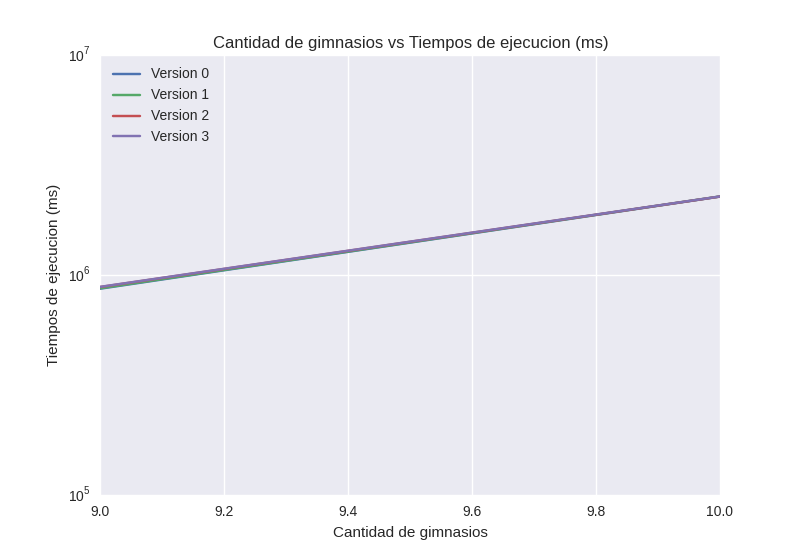 Cantidad de gimnasios vs Tiempos de ejecucion (ms)
10^7
Version 0
Version 1
Version 2
Version 3
Tiempos de ejecucion (ms)
10^6
10^5
9.0 9.2 9.4 9.6 9.8 10.0
Cantidad de gimnasios